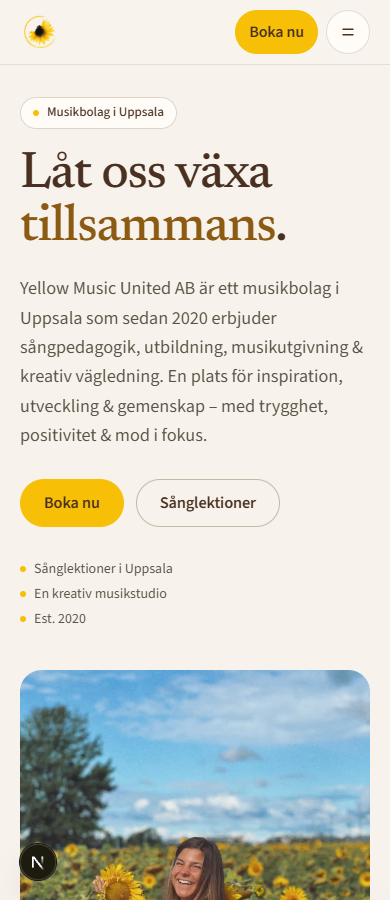 Boka nu
Musikbolag i Uppsala
Låt oss växa
tillsammans.
Yellow Music United AB är ett musikbolag i
Uppsala som sedan 2020 erbjuder
sångpedagogik, utbildning, musikutgivning &
kreativ vägledning. En plats för inspiration,
utveckling & gemenskap – med trygghet,
positivitet & mod i fokus.
Boka nu
Sånglektioner
Sånglektioner i Uppsala
En kreativ musikstudio
Est. 2020
N